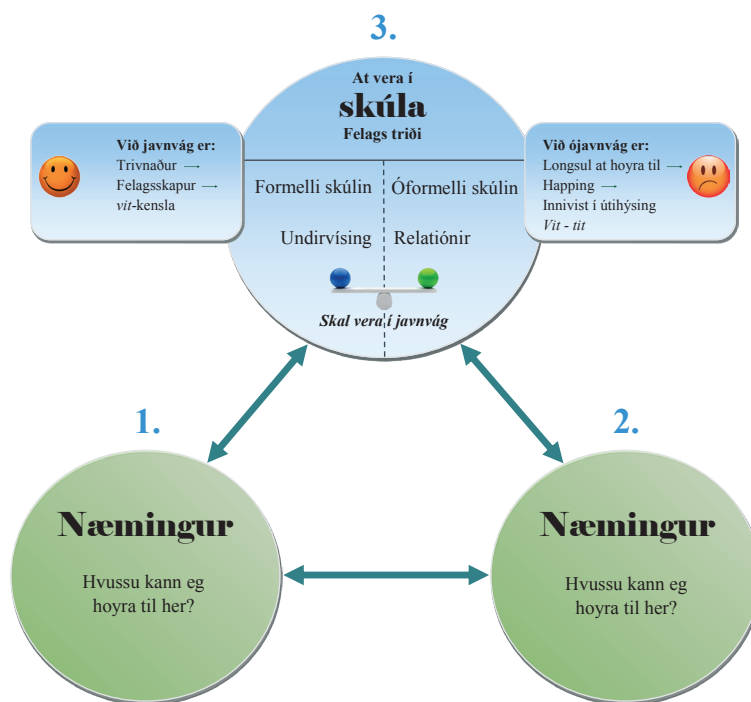 3.
At vera í
skúla
Felags triði
Við javnvág er:
Trivnaður →
Felagsskapur →
vit-kensla
Við ójavnvág er:
Longsul at hoyra til →
Happing →
Innivist í útihýsing
Vit - tit
Formelli skúlin
Óformelli skúlin
Undirvísing
Relatiónir
Skal vera í javnvág
1.
Næmingur
Hvussu kann eg
hoyra til her?
2.
Næmingur
Hvussu kann eg
hoyra til her?